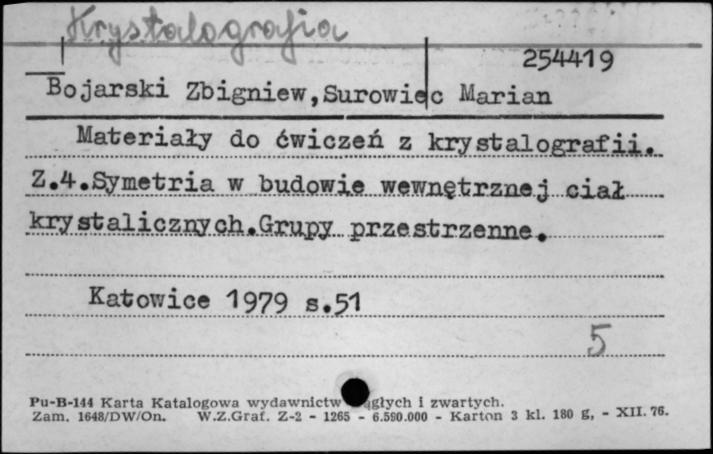 Krystalografia
254419
Bojarski Zbigniew,Surowiec Marian
Materiały do ćwiczeń z krystalografii.
Z.4.Symetria w budowie wewnętrznej ciał
krystalicznych.Grupy przestrzenne.
Katowice 1979 s.51
5
Pu-B-144 Karta Katalogowa wydawnictw ągłych i zwartych.
Zam. 1648/DW/On. W.Z.Graf. Z-2 - 1265 - 6.590.000 - Karton 3 kl. 180 g, - XII. 76.